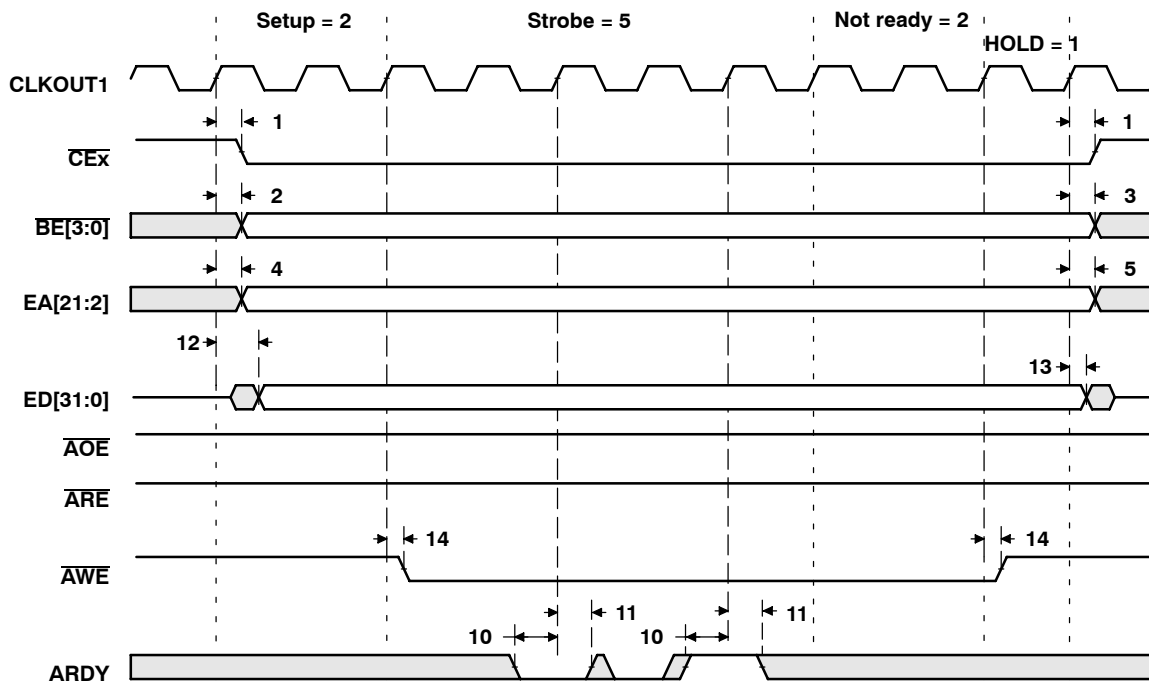 Setup = 2 Strobe = 5 Not ready = 2
HOLD = 1
CLKOUT1
1 1
CEx
2 3
BE[3:0]
4 5
EA[21:2]
12
13
ED[31:0]
AOE
ARE
14 14
AWE
10 11 10 11
ARDY